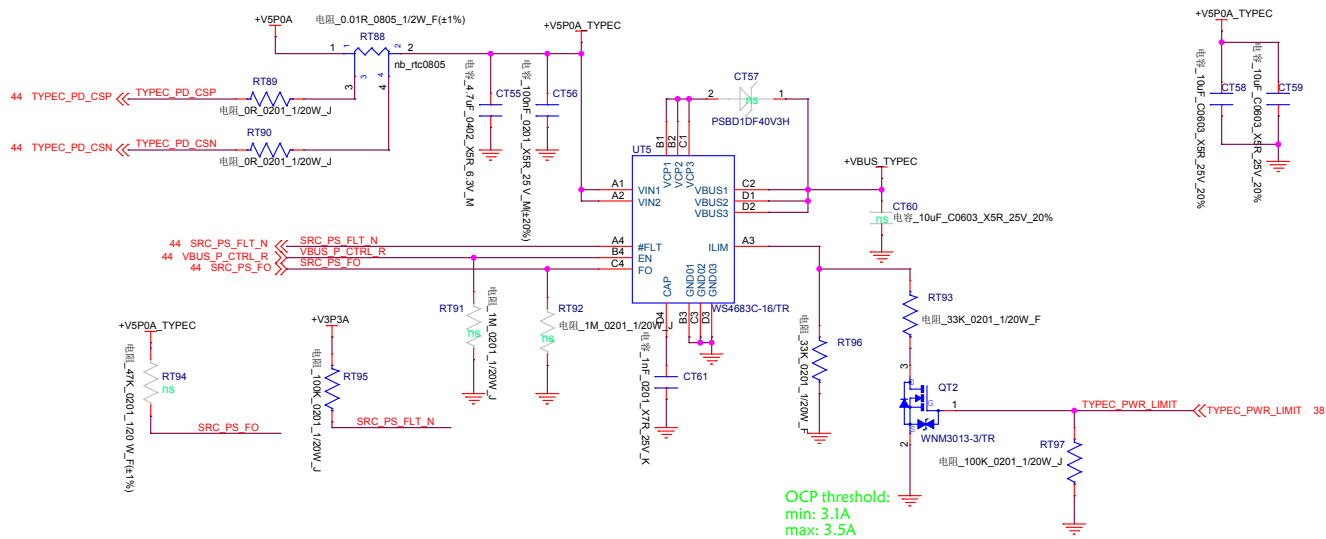 +V5P0A
电阻_0.01R_0805_1/2W_F(±1%)
RT88
1
1
2
2
nb_rtc0805
3
3
4
4
+V5P0A_TYPEC
44 TYPEC_PD_CSP
TYPEC_PD_CSP
RT89
电阻_0R_0201_1/20W_J
44 TYPEC_PD_CSN
TYPEC_PD_CSN
RT90
电阻_0R_0201_1/20W_J
电容_4.7uF_0402_X5R_6.3V_M
CT55
电容_100nF_0201_X5R_25 V_M(±20%)
CT56
CT57
2
ns
1
PSBD1DF40V3H
+V5P0A_TYPEC
电容_10uF_C0603_X5R_25V_20%
CT58
电容_10uF_C0603_X5R_25V_20%
CT59
UT5
B1
B2
C1
VCP1
VCP2
VCP3
A1
VIN1
A2
VIN2
VBUS1
C2
VBUS2
D1
VBUS3
D2
A4
#FLT
B4
EN
C4
FO
ILIM
A3
CAP
GND01
GND02
GND03
D4
B3
C3
D3
WS4683C-16/TR
+VBUS_TYPEC
CT60
ns
电容_10uF_C0603_X5R_25V_20%
44 SRC_PS_FLT_N
SRC_PS_FLT_N
44 VBUS_P_CTRL_R
VBUS_P_CTRL_R
44 SRC_PS_FO
SRC_PS_FO
RT91
ns
电阻_1M_0201_1/20W_J
RT92
ns
电阻_1M_0201_1/20W_J
电容_1nF_0201_X7R_25V_K
CT61
RT96
电阻_33K_0201_1/20W_F
RT93
电阻_33K_0201_1/20W_F
3
D
G
QT2
1
S
2
WNM3013-3/TR
TYPEC_PWR_LIMIT
TYPEC_PWR_LIMIT 38
RT97
电阻_100K_0201_1/20W_J
+V5P0A_TYPEC
RT94
ns
电阻_47K_0201_1/20 W_F(±1%)
SRC_PS_FO
+V3P3A
RT95
电阻_100K_0201_1/20W_J
SRC_PS_FLT_N
OCP threshold:
min: 3.1A
max: 3.5A